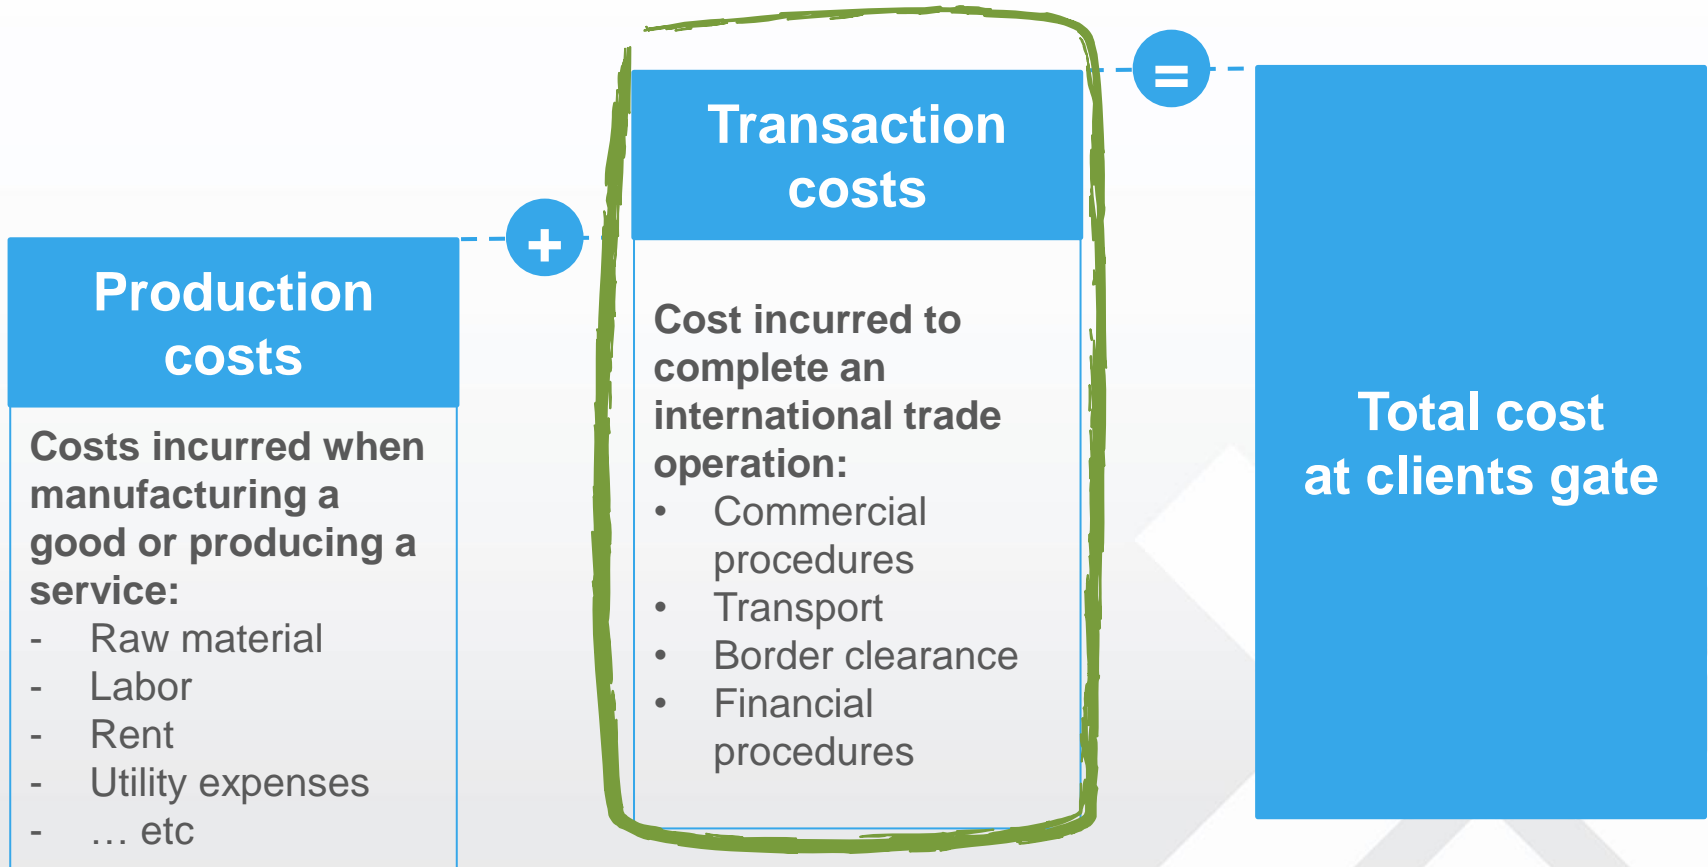 Production
costs
Costs incurred when
manufacturing a
good or producing a
service:
- Raw material
- Labor
- Rent
- Utility expenses
- … etc
+
Transaction
costs
Cost incurred to
complete an
international trade
operation:
• Commercial
procedures
• Transport
• Border clearance
• Financial
procedures
=
Total cost
at clients gate